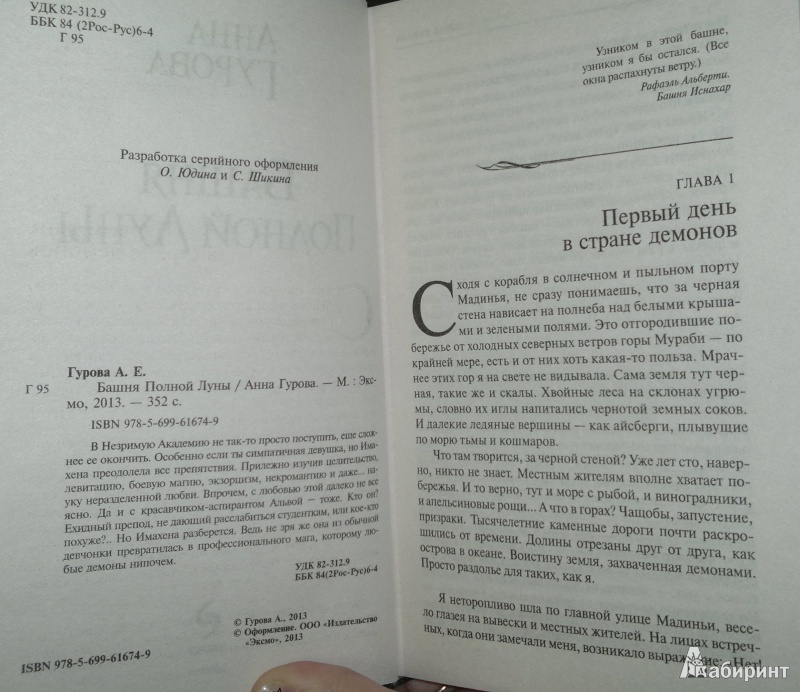 УДК 82-312.9
ББК 84 (2Рос-Рус)6-4
Г 95
АННА
ГУРОВА
БАШНЯ
ПОЛНОЙ ЛУНЫ
Разработка серийного оформления
О. Юдина и С. Шикина
Гурова А. Е.
Г 95 Башня Полной Луны / Анна Гурова. — М. : Экс-
мо, 2013. — 352 с.
ISBN 978-5-699-61674-9
В Незримую Академию не так-то просто поступить, еще слож-
нее ее окончить. Особенно если ты симпатичная девушка, но Има-
хена преодолела все препятствия. Прилежно изучив целительство,
левитацию, боевую магию, экзорцизм, некромантию и даже... на-
уку неразделенной любви. Впрочем, с любовью этой далеко не все
ясно. Да и с красавчиком-аспирантом Альвой — тоже. Кто он?
Ехидный препод, не дающий расслабиться студенткам, или кое-кто
похуже?.. Но Имахена разберется. Ведь не зря же она из обычной
девчонки превратилась в профессионального мага, которому лю-
бые демоны нипочем.
УДК 82-312.9
ББК 84(2Рос-Рус)6-4
© Гурова А., 2013
© Оформление. ООО «Издательство
«Эксмо», 2013
ISBN 978-5-699-61674-9
Узником в этой башне,
узником я бы остался. (Все
окна распахнуты ветру.)
Рафаэль Альберти.
Башня Иснахар
ГЛАВА 1
Первый день
в стране демонов
Сходя с корабля в солнечном и пыльном порту
Мадинья, не сразу понимаешь, что за черная
стена нависает на полнеба над белыми крыша-
ми и зелеными полями. Это отгородившие по-
бережье от холодных северных ветров горы Мураби — по
крайней мере, есть и от них хоть какая-то польза. Мрач-
нее этих гор я на свете не видывала. Сама земля тут чер-
ная, такие же и скалы. Хвойные леса на склонах угрю-
мы, словно их иглы напитались чернотой земных соков.
И далекие ледяные вершины — как айсберги, плывущие
по морю тьмы и кошмаров.
Что там творится, за черной стеной? Уже лет сто, навер-
но, никто не знает. Местным жителям вполне хватает по-
бережья. И то верно, тут и море с рыбой, и виноградники,
и апельсиновые рощи... А что в горах? Чащобы, запустение,
призраки. Тысячелетние каменные дороги почти раскро-
шились от времени. Долины отрезаны друг от друга, как
острова в океане. Воистину земля, захваченная демонами.
Просто раздолье для таких, как я.
Я неторопливо шла по главной улице Мадиньи, весе-
ло глазея на вывески и местных жителей. На лицах встреч-
ных, когда они замечали меня, возникало выражение: «Нет!
Лабиринт